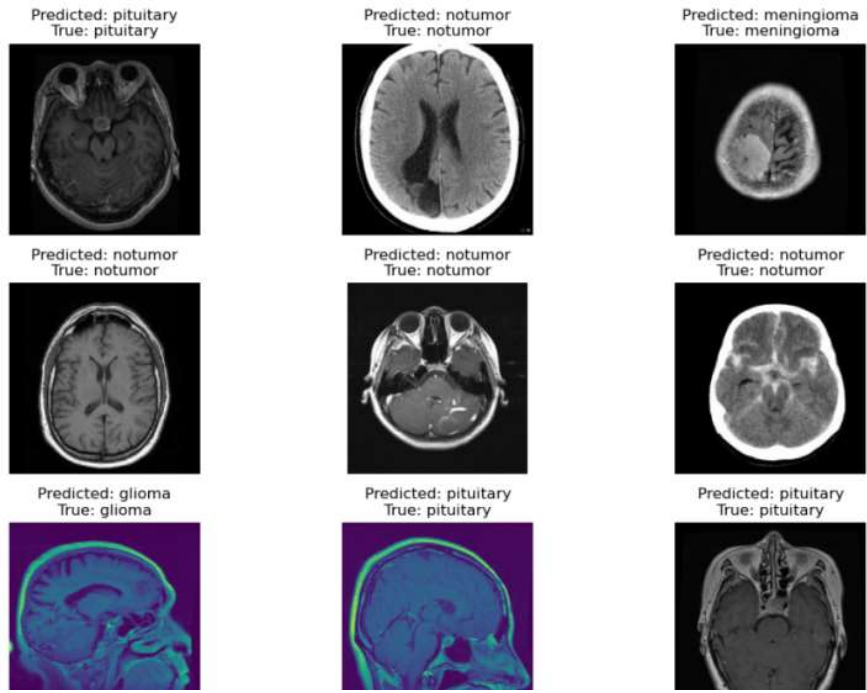 Predicted: pituitary
True: pituitary
Predicted: notumor
True: notumor
Predicted: meningioma
True: meningioma
Predicted: notumor
True: notumor
Predicted: notumor
True: notumor
Predicted: notumor
True: notumor
Predicted: glioma
True: glioma
Predicted: pituitary
True: pituitary
Predicted: pituitary
True: pituitary